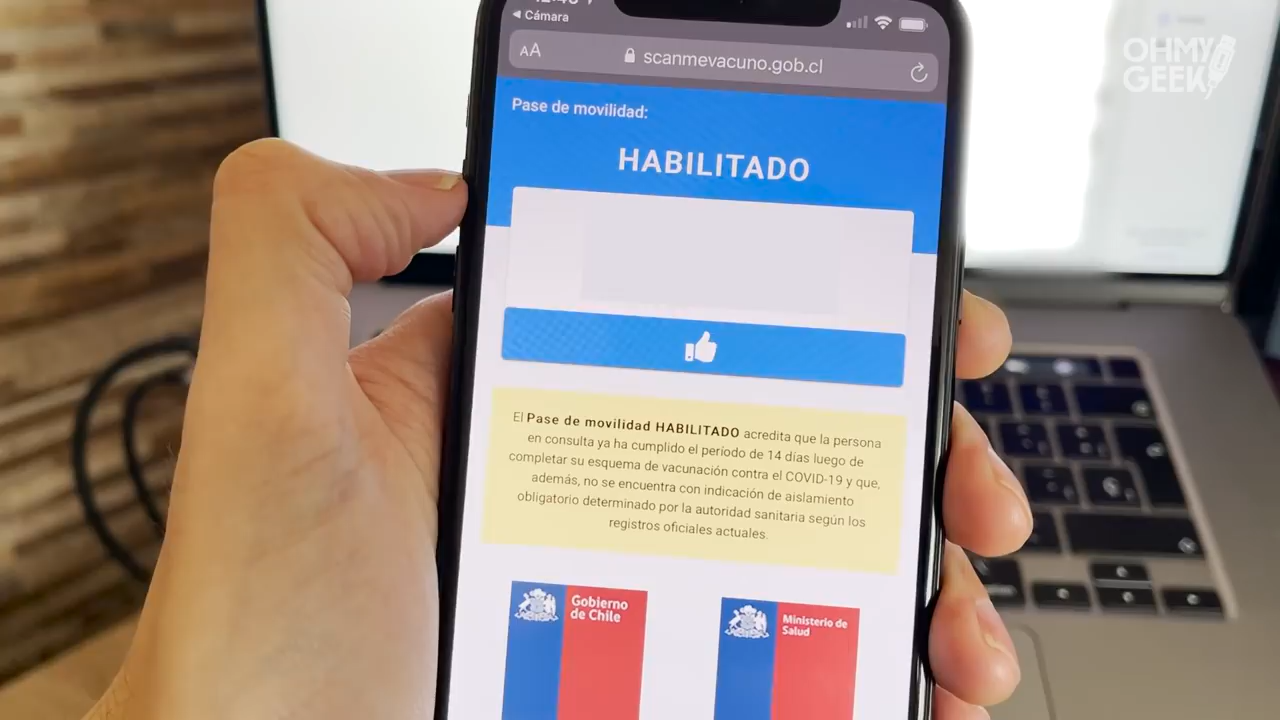 ◀ Cámara
AA
scanmevacuno.gob.cl
OHMY
GEEK
Pase de movilidad:
HABILITADO
El Pase de movilidad HABILITADO acredita que la persona
en consulta ya ha cumplido el período de 14 días luego de
completar su esquema de vacunación contra el COVID-19 y que,
además, no se encuentra con indicación de aislamiento
obligatorio determinado por la autoridad sanitaria según los
registros oficiales actuales.
Gobierno
de Chile
Ministerio de
Salud